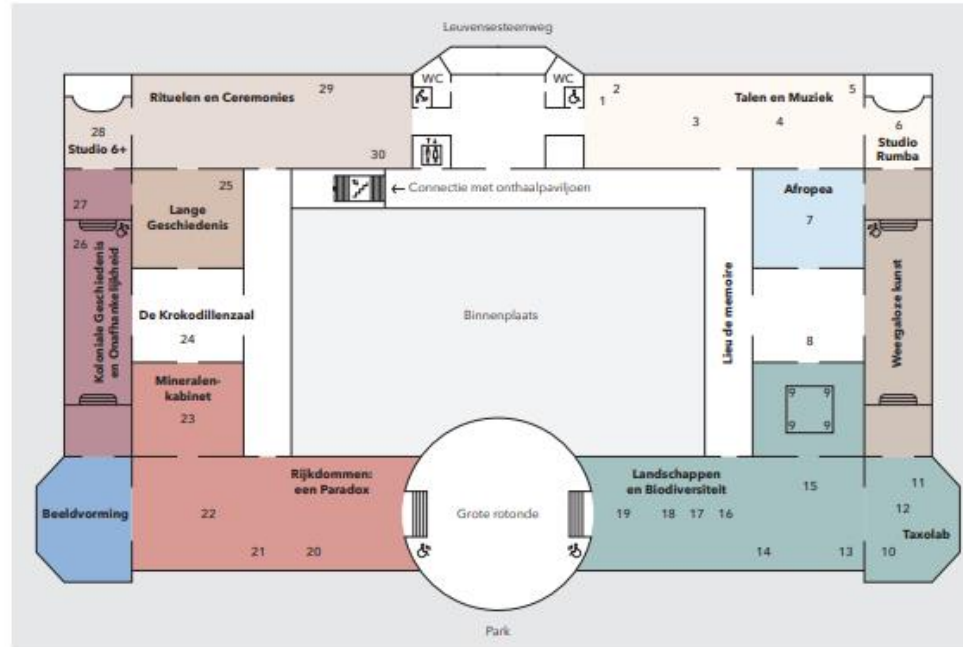 Leuvensesteenweg
WC
WC
Rituelen en Ceremonies
29
1
2
3
Talen en Muziek
4
5
28
Studio 6+
30
6
Studio
Rumba
27
25
Lange
Geschiedenis
← Connectie met onthaalpaviljoen
Afropea
7
26
Koloniale Geschiedenis
en Onafhankelijkheid
De Krokodillenzaal
24
Binnenplaats
Lieu de memoire
8
Weergaloze kunst
Mineralen-
kabinet
23
9
9
9
9
Beeldvorming
Rijkdommen:
een Paradox
22
21
20
Grote rotonde
Landschappen
en Biodiversiteit
19
18
17
16
15
14
13
11
12
Taxolab
10
Park